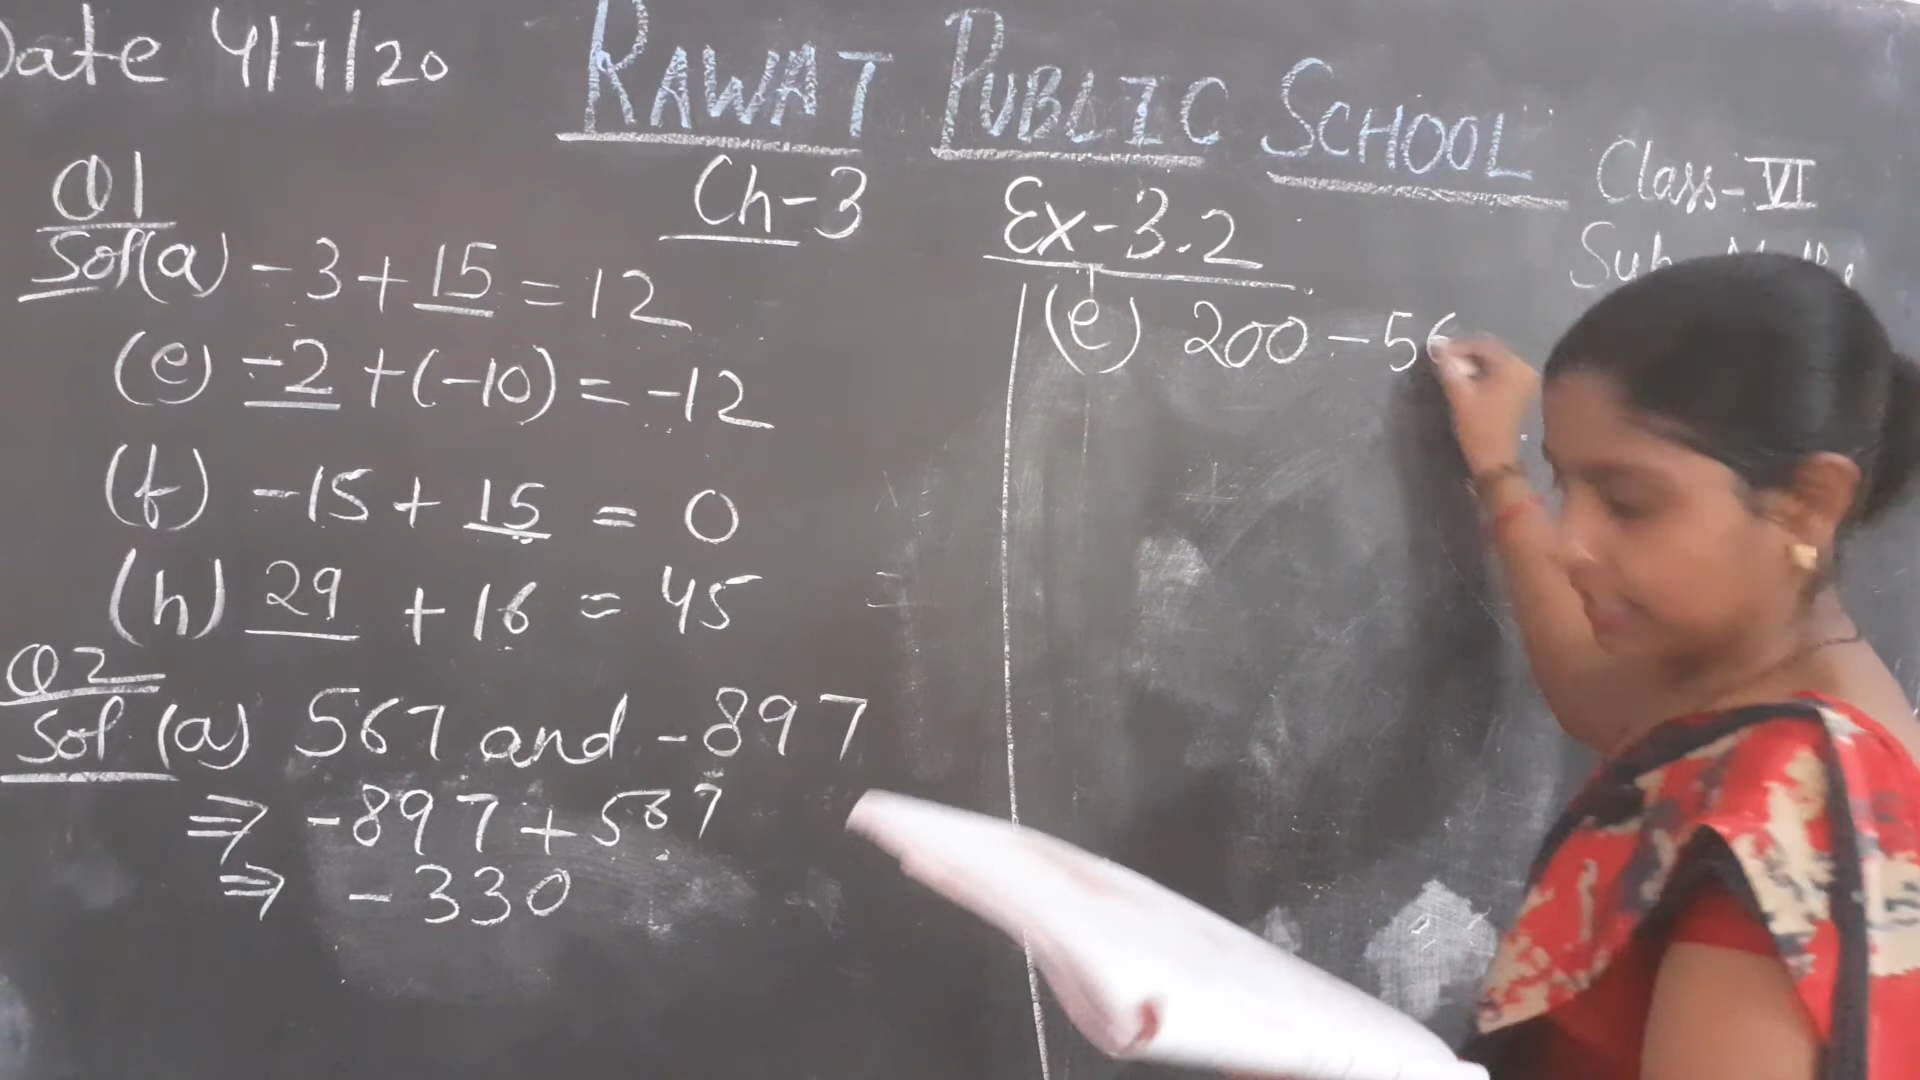 Date 4/7/20
RAWAT PUBLIC SCHOOL
Class-VI
Ch-3
Ex-3.2
Q1
Sol(a) -3+15=12
(e) -2+(-10)=-12
(f) -15+15=0
(h) 29+16=45
Q2
Sol (a) 567 and -897
⇒ -897+567
⇒ -330
(e) 200-56